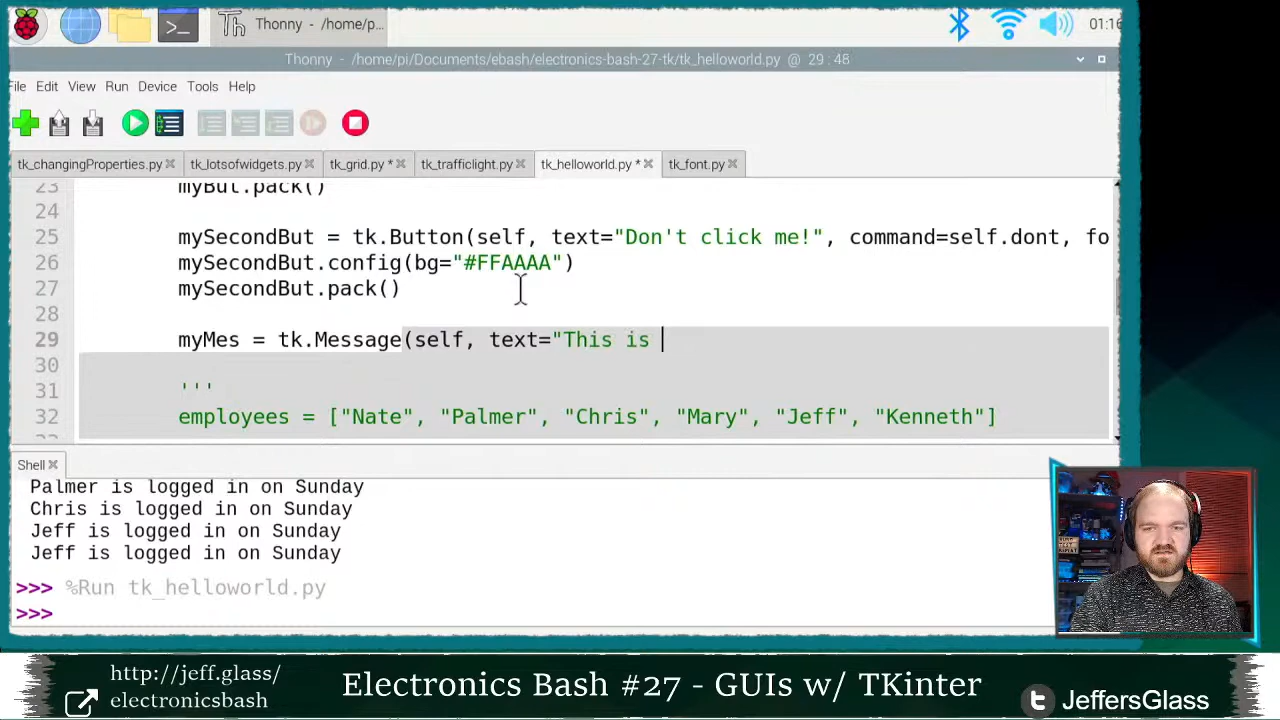 Thonny - /home/p...
01:16
Thonny - /home/pi/Documents/ebash/electronics-bash-27-tk/tk_helloworld.py @ 29 : 48
File Edit View Run Device Tools Help
tk_changingProperties.py
tk_lotsofwidgets.py
tk_grid.py *
tk_trafficlight.py
tk_helloworld.py *
tk_font.py
23 myBut.pack()
24
25 mySecondBut = tk.Button(self, text="Don't click me!", command=self.dont, fo
26 mySecondBut.config(bg="#FFAAAA")
27 mySecondBut.pack()
28
29 myMes = tk.Message(self, text="This is
30
31 '''
32 employees = ["Nate", "Palmer", "Chris", "Mary", "Jeff", "Kenneth"]
Shell
Palmer is logged in on Sunday
Chris is logged in on Sunday
Jeff is logged in on Sunday
Jeff is logged in on Sunday
>>> %Run tk_helloworld.py
>>>
http://jeff.glass/
electronicsbash
Electronics Bash #27 - GUIs w/ TKinter
JeffersGlass